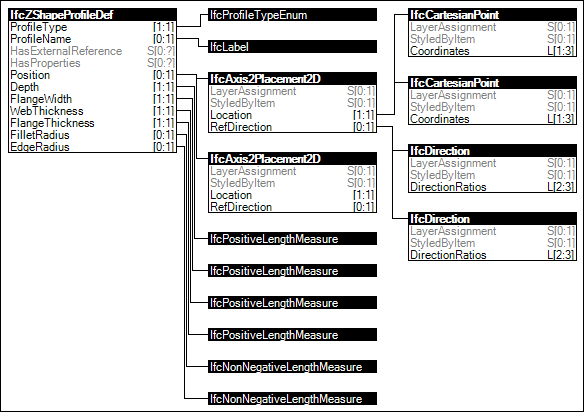 IfcZShapeProfileDef
ProfileType [1:1]
ProfileName [0:1]
HasExternalReference S[0:?]
HasProperties S[0:?]
Position [0:1]
Depth [1:1]
FlangeWidth [1:1]
WebThickness [1:1]
FlangeThickness [1:1]
FilletRadius [0:1]
EdgeRadius [0:1]
IfcProfileTypeEnum
IfcLabel
IfcAxis2Placement2D
LayerAssignment S[0:1]
StyledByItem S[0:1]
Location [1:1]
RefDirection [0:1]
IfcAxis2Placement2D
LayerAssignment S[0:1]
StyledByItem S[0:1]
Location [1:1]
RefDirection [0:1]
IfcPositiveLengthMeasure
IfcPositiveLengthMeasure
IfcPositiveLengthMeasure
IfcPositiveLengthMeasure
IfcNonNegativeLengthMeasure
IfcNonNegativeLengthMeasure
IfcCartesianPoint
LayerAssignment S[0:1]
StyledByItem S[0:1]
Coordinates L[1:3]
IfcCartesianPoint
LayerAssignment S[0:1]
StyledByItem S[0:1]
Coordinates L[1:3]
IfcDirection
LayerAssignment S[0:1]
StyledByItem S[0:1]
DirectionRatios L[2:3]
IfcDirection
LayerAssignment S[0:1]
StyledByItem S[0:1]
DirectionRatios L[2:3]